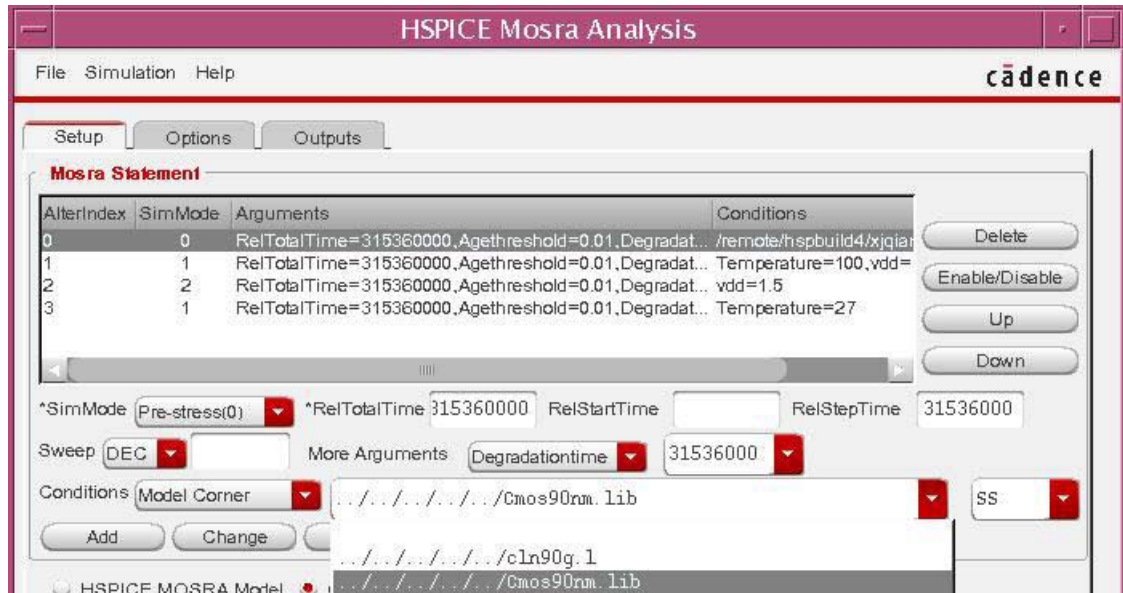 HSPICE Mosra Analysis
File Simulation Help
cādence
Setup Options Outputs
Mosra Statement
AlterIndex SimMode Arguments Conditions
0 0 RelTotalTime=315360000,Agethreshold=0.01,Degradat... /remote/hspbuild4/xjqiar
1 1 RelTotalTime=315360000,Agethreshold=0.01,Degradat... Temperature=100,vdd=
2 2 RelTotalTime=315360000,Agethreshold=0.01,Degradat... vdd=1.5
3 1 RelTotalTime=315360000,Agethreshold=0.01,Degradat... Temperature=27
Delete
Enable/Disable
Up
Down
*SimMode Pre-stress(0) *RelTotalTime 315360000 RelStartTime RelStepTime 31536000
Sweep DEC More Arguments Degradationtime 31536000
Conditions Model Corner ../../../../../Cmos90nm.lib SS
Add Change
../../../../../cln90g.l
HSPICE MOSRA Model ../../../../../Cmos90nm.lib